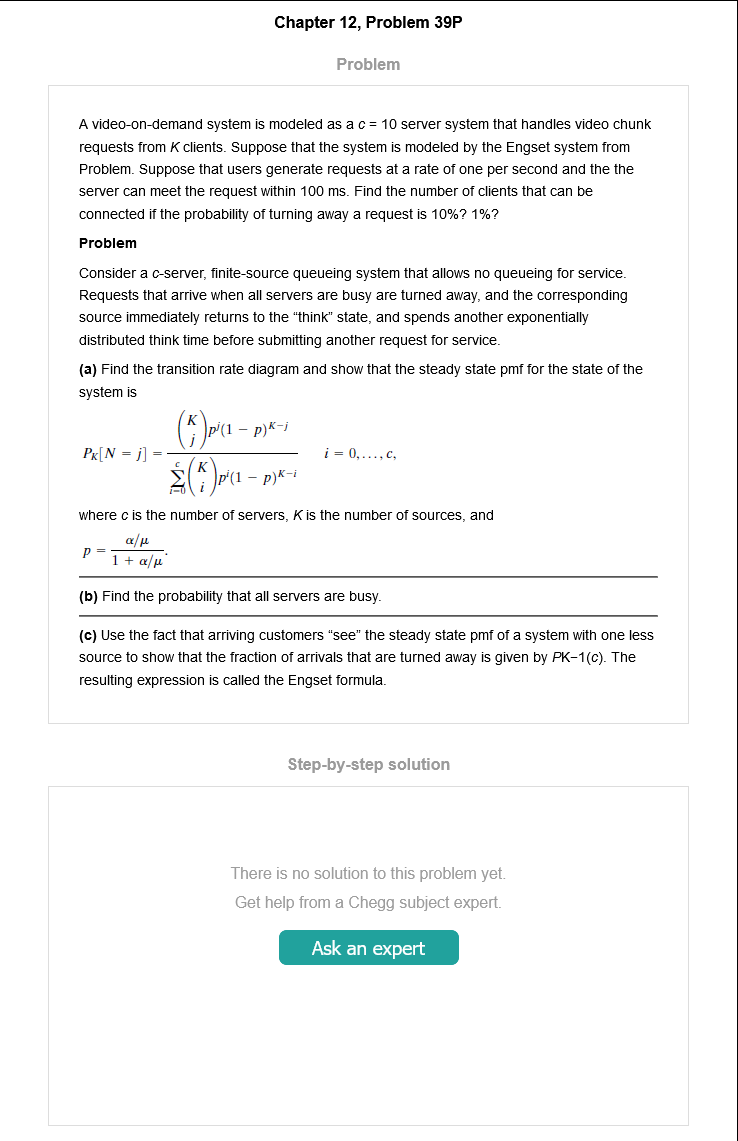 Chapter 12, Problem 39P
Problem
A video-on-demand system is modeled as a c = 10 server system that handles video chunk
requests from K clients. Suppose that the system is modeled by the Engset system from
Problem. Suppose that users generate requests at a rate of one per second and the the
server can meet the request within 100 ms. Find the number of clients that can be
connected if the probability of turning away a request is 10%? 1%?
Problem
Consider a c-server, finite-source queueing system that allows no queueing for service.
Requests that arrive when all servers are busy are turned away, and the corresponding
source immediately returns to the “think” state, and spends another exponentially
distributed think time before submitting another request for service.
(a) Find the transition rate diagram and show that the steady state pmf for the state of the
system is
P_K[N = j] = \frac{\binom{K}{j} p^j (1 − p)^{K−j}}{\sum_{i=0}^{c} \binom{K}{i} p^i (1 − p)^{K−i}} i = 0,..., c,
where c is the number of servers, K is the number of sources, and
p = \frac{α/μ}{1 + α/μ}.
(b) Find the probability that all servers are busy.
(c) Use the fact that arriving customers “see” the steady state pmf of a system with one less
source to show that the fraction of arrivals that are turned away is given by PK−1(c). The
resulting expression is called the Engset formula.
Step-by-step solution
There is no solution to this problem yet.
Get help from a Chegg subject expert.
Ask an expert